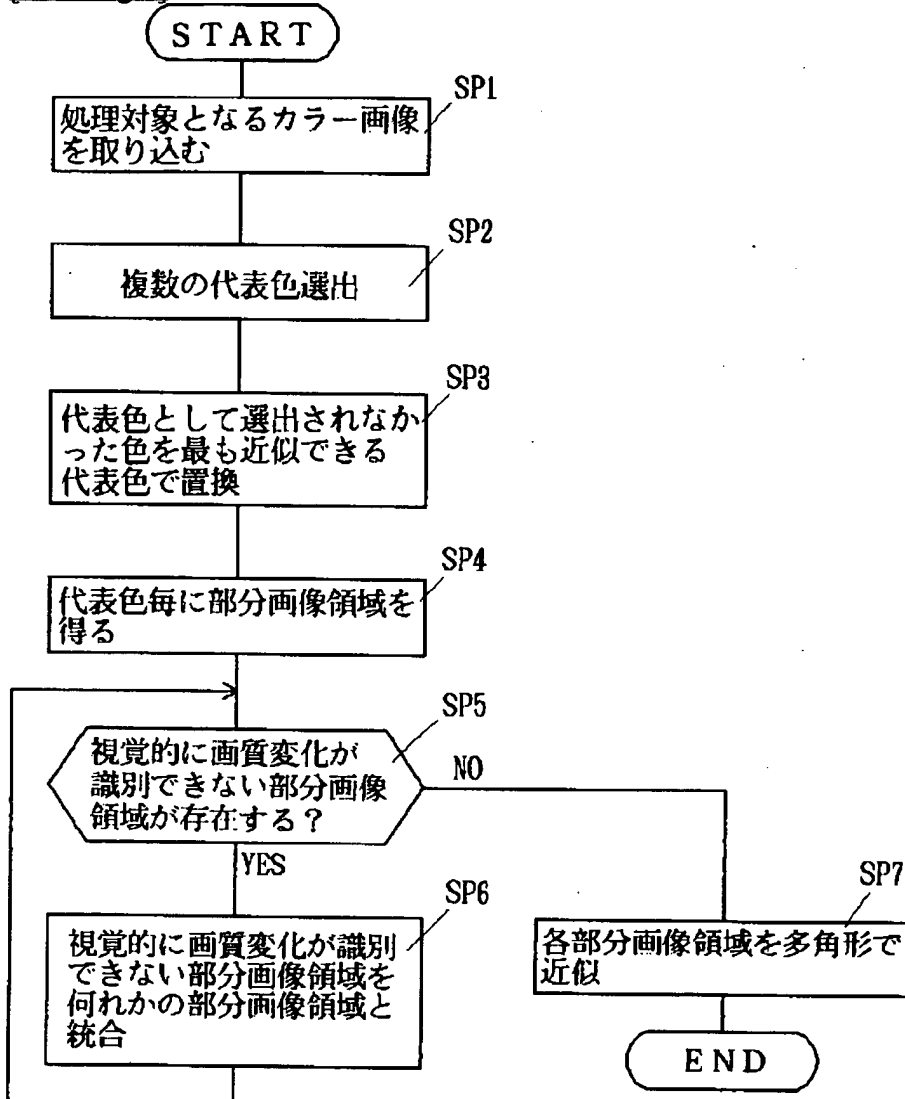 START
SP1
処理対象となるカラー画像
を取り込む
SP2
複数の代表色選出
SP3
代表色として選出されなか
った色を最も近似できる
代表色で置換
SP4
代表色毎に部分画像領域を
得る
SP5
視覚的に画質変化が
識別できない部分画像
領域が存在する?
NO
YES
SP6
視覚的に画質変化が識別
できない部分画像領域を
何れかの部分画像領域と
統合
SP7
各部分画像領域を多角形で
近似
END